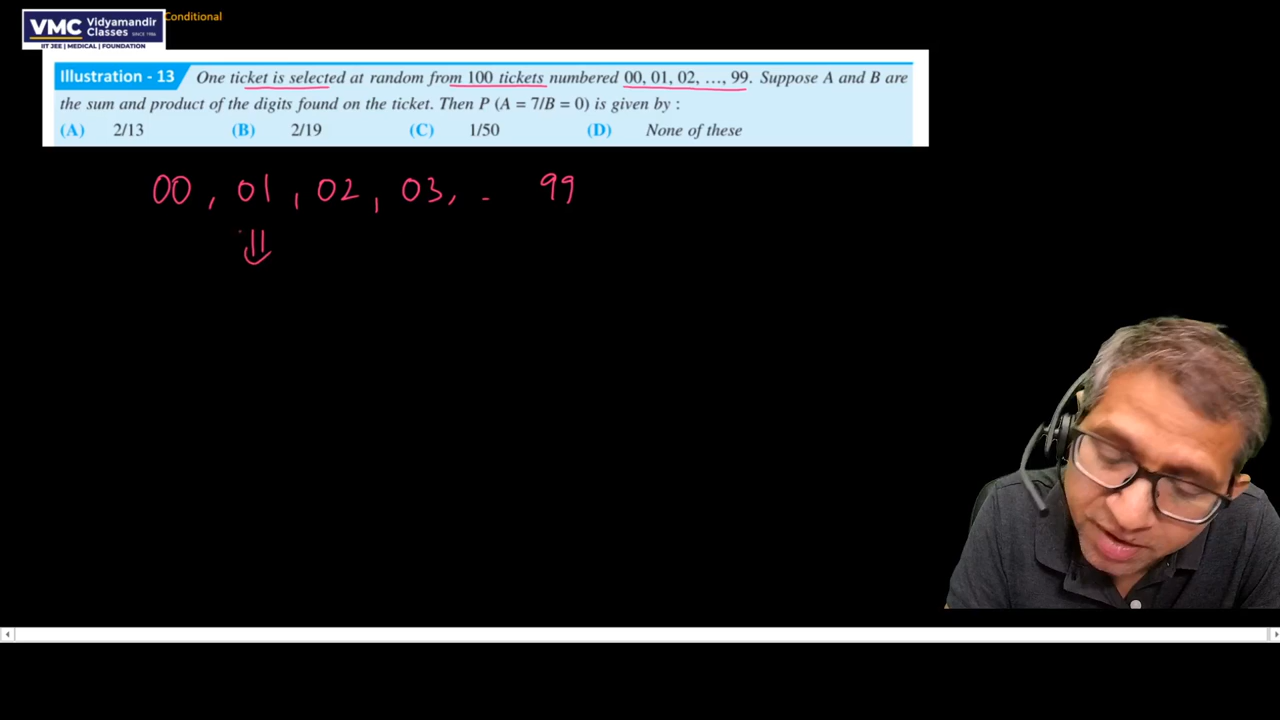 VMC Vidyamandir Classes SINCE 1986
IIT JEE | MEDICAL | FOUNDATION
Conditional
Illustration - 13 One ticket is selected at random from 100 tickets numbered 00, 01, 02, ..., 99. Suppose A and B are
the sum and product of the digits found on the ticket. Then P (A = 7/B = 0) is given by :
(A) 2/13 (B) 2/19 (C) 1/50 (D) None of these
00 , 01 , 02 , 03, .. 99